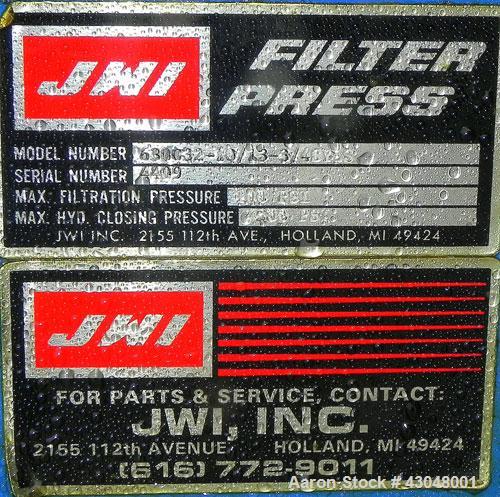 JWI
FILTER
PRESS
MODEL NUMBER
SERIAL NUMBER 4409
MAX. FILTRATION PRESSURE
MAX. HYD. CLOSING PRESSURE
JWI INC. 2155 112th AVE., HOLLAND, MI 49424
JWI
FOR PARTS & SERVICE, CONTACT:
JWI, INC.
2155 112th AVENUE HOLLAND, MI 49424
(616) 772-9011
Aaron Stock # 43048001